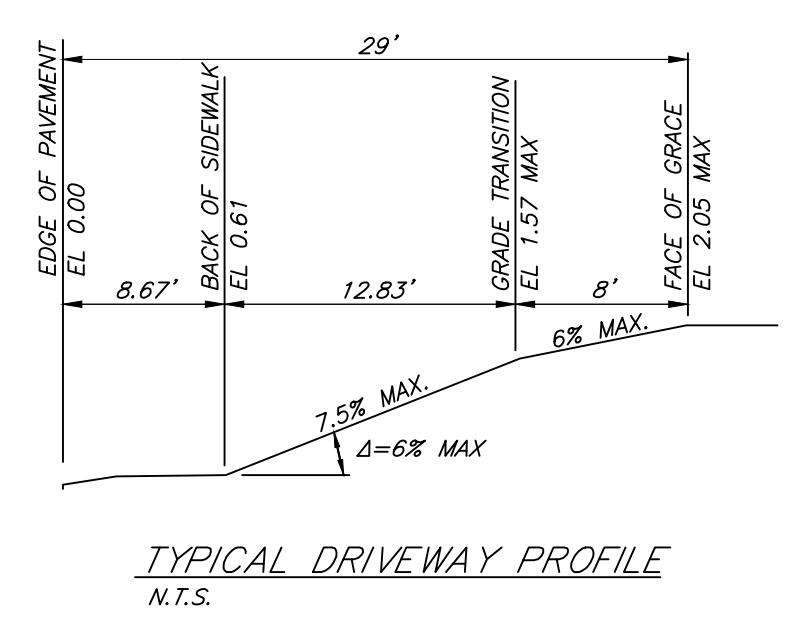 29'
EDGE OF PAVEMENT
EL 0.00
BACK OF SIDEWALK
EL 0.61
GRADE TRANSITION
EL 1.57 MAX
FACE OF GRACE
EL 2.05 MAX
8.67'
12.83'
8'
6% MAX.
7.5% MAX.
Δ=6% MAX
TYPICAL DRIVEWAY PROFILE
N.T.S.